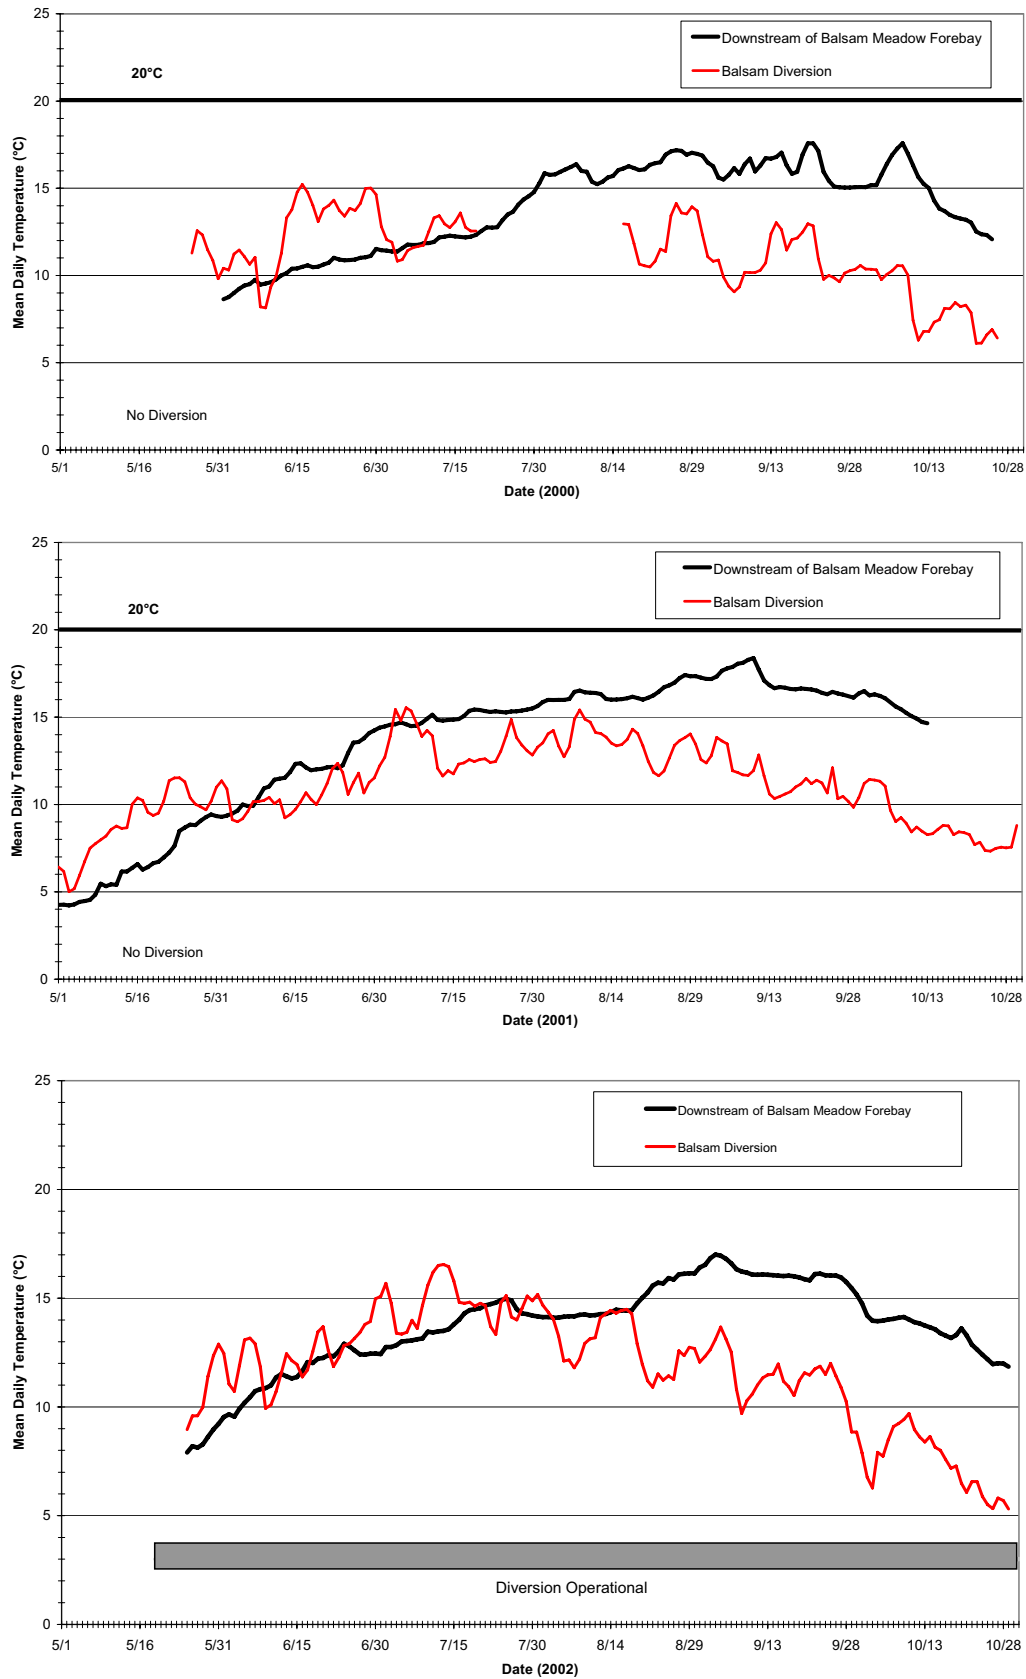 25
Downstream of Balsam Meadow Forebay
Balsam Diversion
20°C
20
15
10
5
0
Mean Daily Temperature (°C)
No Diversion
5/1 5/16 5/31 6/15 6/30 7/15 7/30 8/14 8/29 9/13 9/28 10/13 10/28
Date (2000)
25
Downstream of Balsam Meadow Forebay
Balsam Diversion
20°C
20
15
10
5
0
Mean Daily Temperature (°C)
No Diversion
5/1 5/16 5/31 6/15 6/30 7/15 7/30 8/14 8/29 9/13 9/28 10/13 10/28
Date (2001)
25
Downstream of Balsam Meadow Forebay
Balsam Diversion
20
15
10
5
0
Mean Daily Temperature (°C)
Diversion Operational
5/1 5/16 5/31 6/15 6/30 7/15 7/30 8/14 8/29 9/13 9/28 10/13 10/28
Date (2002)